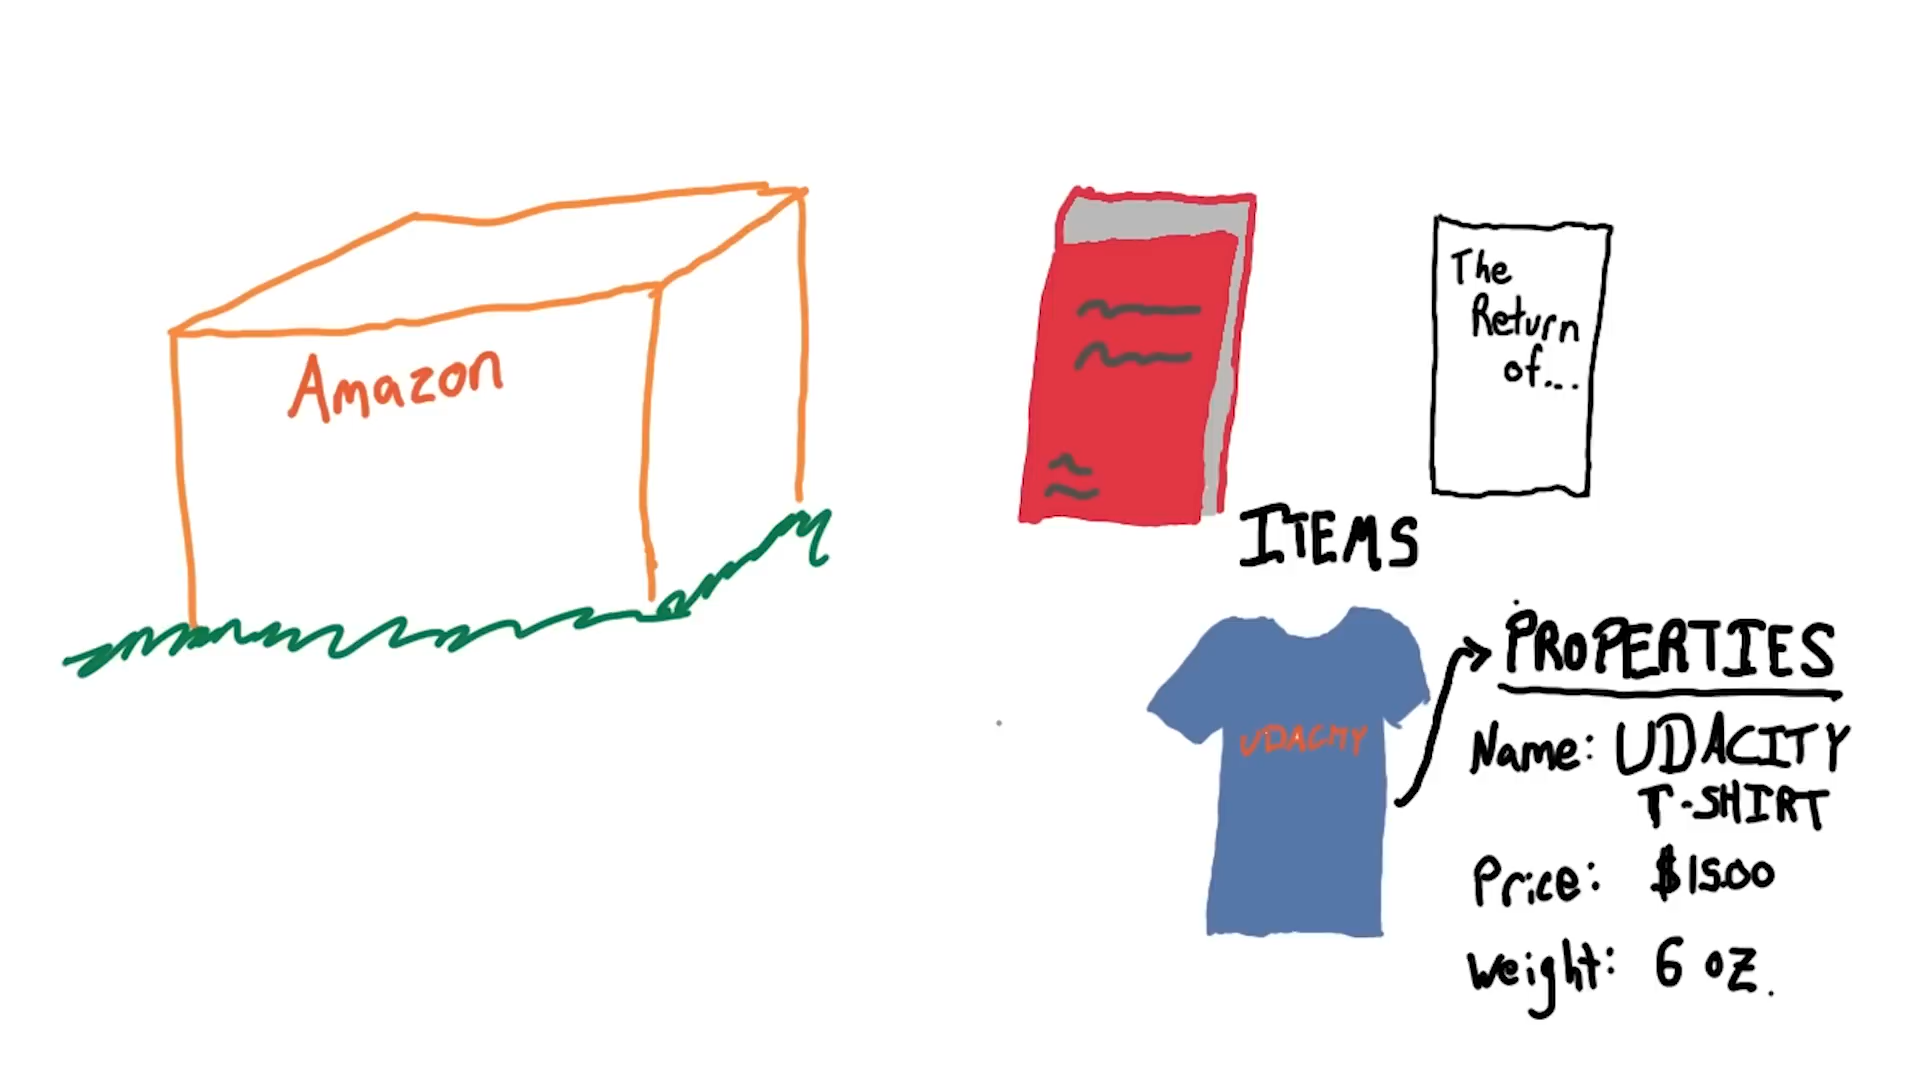 Amazon
The
Return
of...
ITEMS
UDACITY
PROPERTIES
Name: UDACITY
T-SHIRT
Price: $15.00
Weight: 6 oz.